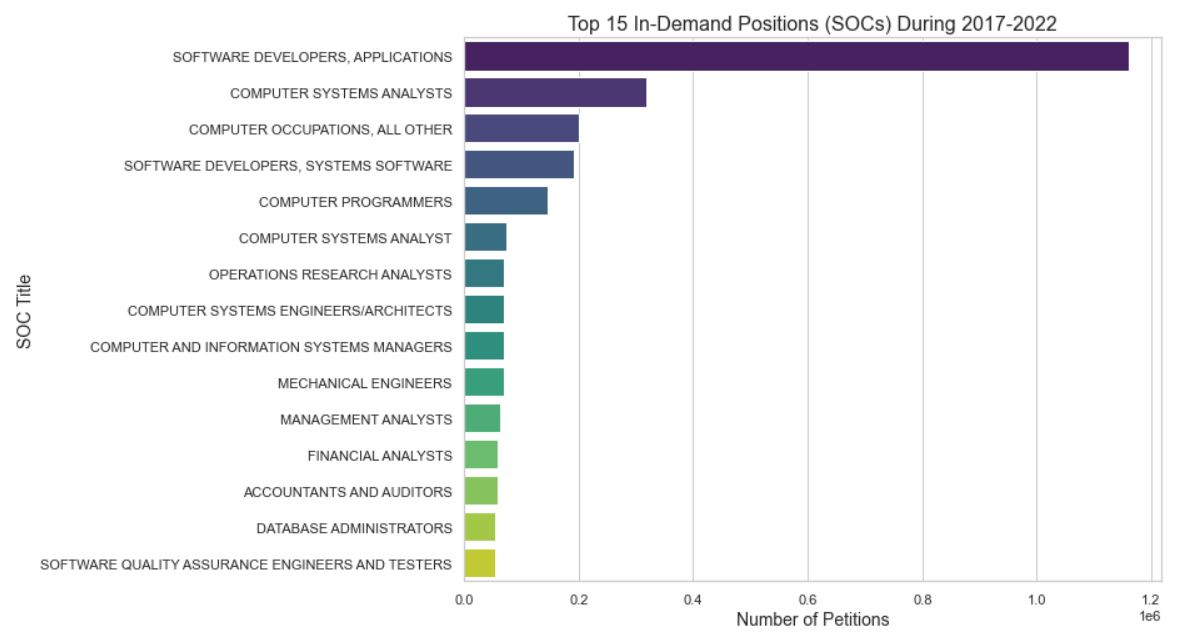 Top 15 In-Demand Positions (SOCs) During 2017-2022
SOC Title
SOFTWARE DEVELOPERS, APPLICATIONS
COMPUTER SYSTEMS ANALYSTS
COMPUTER OCCUPATIONS, ALL OTHER
SOFTWARE DEVELOPERS, SYSTEMS SOFTWARE
COMPUTER PROGRAMMERS
COMPUTER SYSTEMS ANALYST
OPERATIONS RESEARCH ANALYSTS
COMPUTER SYSTEMS ENGINEERS/ARCHITECTS
COMPUTER AND INFORMATION SYSTEMS MANAGERS
MECHANICAL ENGINEERS
MANAGEMENT ANALYSTS
FINANCIAL ANALYSTS
ACCOUNTANTS AND AUDITORS
DATABASE ADMINISTRATORS
SOFTWARE QUALITY ASSURANCE ENGINEERS AND TESTERS
0.0 0.2 0.4 0.6 0.8 1.0 1.2
1e6
Number of Petitions